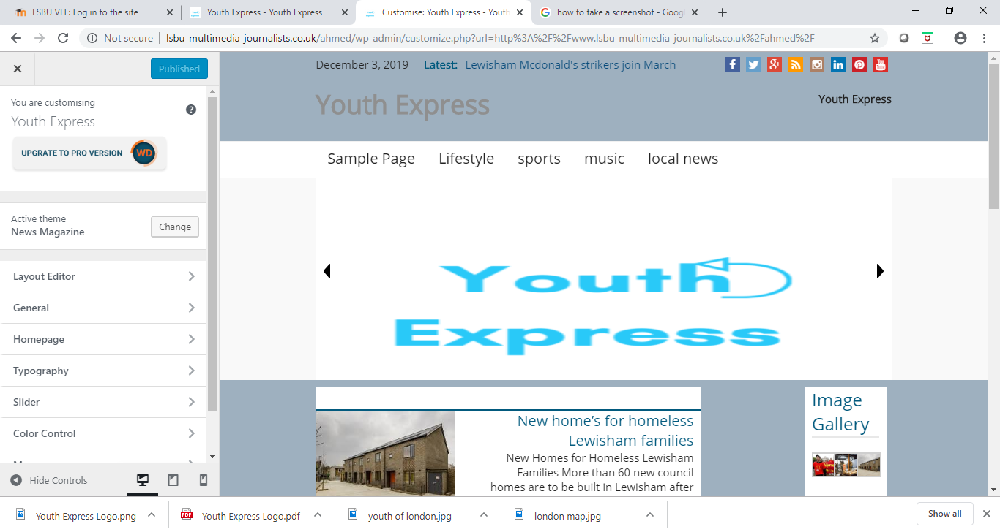 LSBU VLE: Log in to the site
Youth Express - Youth Express
Customise: Youth Express - Youth
how to take a screenshot - Goog
Not secure
lsbu-multimedia-journalists.co.uk/ahmed/wp-admin/customize.php?url=http%3A%2F%2Fwww.lsbu-multimedia-journalists.co.uk%2Fahmed%2F
Published
You are customising
Youth Express
UPGRATE TO PRO VERSION
WD
Active theme
News Magazine
Change
Layout Editor
General
Homepage
Typography
Slider
Color Control
Hide Controls
December 3, 2019
Latest:
Lewisham Mcdonald's strikers join March
Youth Express
Youth Express
Sample Page
Lifestyle
sports
music
local news
Youth
Express
New home's for homeless
Lewisham families
New Homes for Homeless Lewisham
Families More than 60 new council
homes are to be built in Lewisham after
Image
Gallery
Youth Express Logo.png
PDF
Youth Express Logo.pdf
youth of london.jpg
london map.jpg
Show all